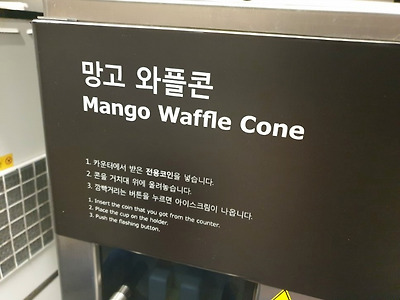 망고 와플콘
Mango Waffle Cone
1. 카운터에서 받은 전용코인을 넣습니다.
2. 콘을 거치대 위에 올려놓습니다.
3. 깜빡거리는 버튼을 누르면 아이스크림이 나옵니다.
1. Insert the coin that you got from the counter.
2. Place the cup on the holder.
3. Push the flashing button.